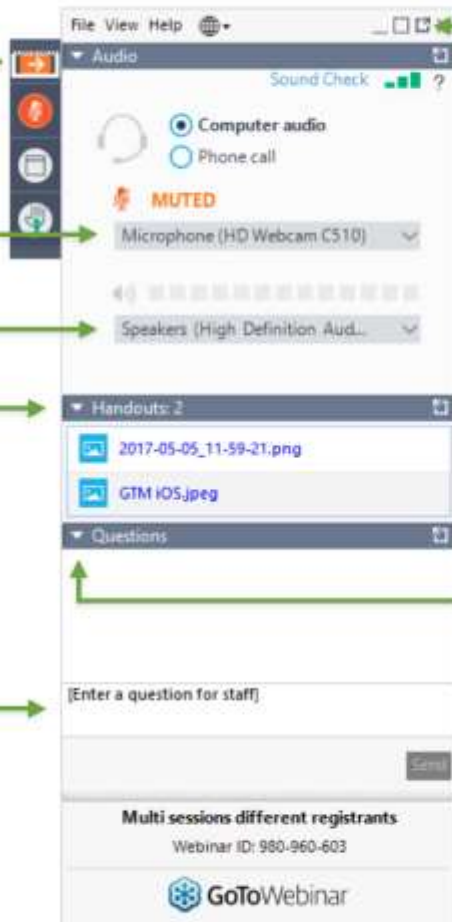 File View Help
Audio
Sound Check ?
Computer audio
Phone call
MUTED
Microphone (HD Webcam C510)
Speakers (High Definition Aud...
Handouts: 2
2017-05-05_11-59-21.png
GTM iOS.jpeg
Questions
[Enter a question for staff]
Send
Multi sessions different registrants
Webinar ID: 980-960-603
GoToWebinar